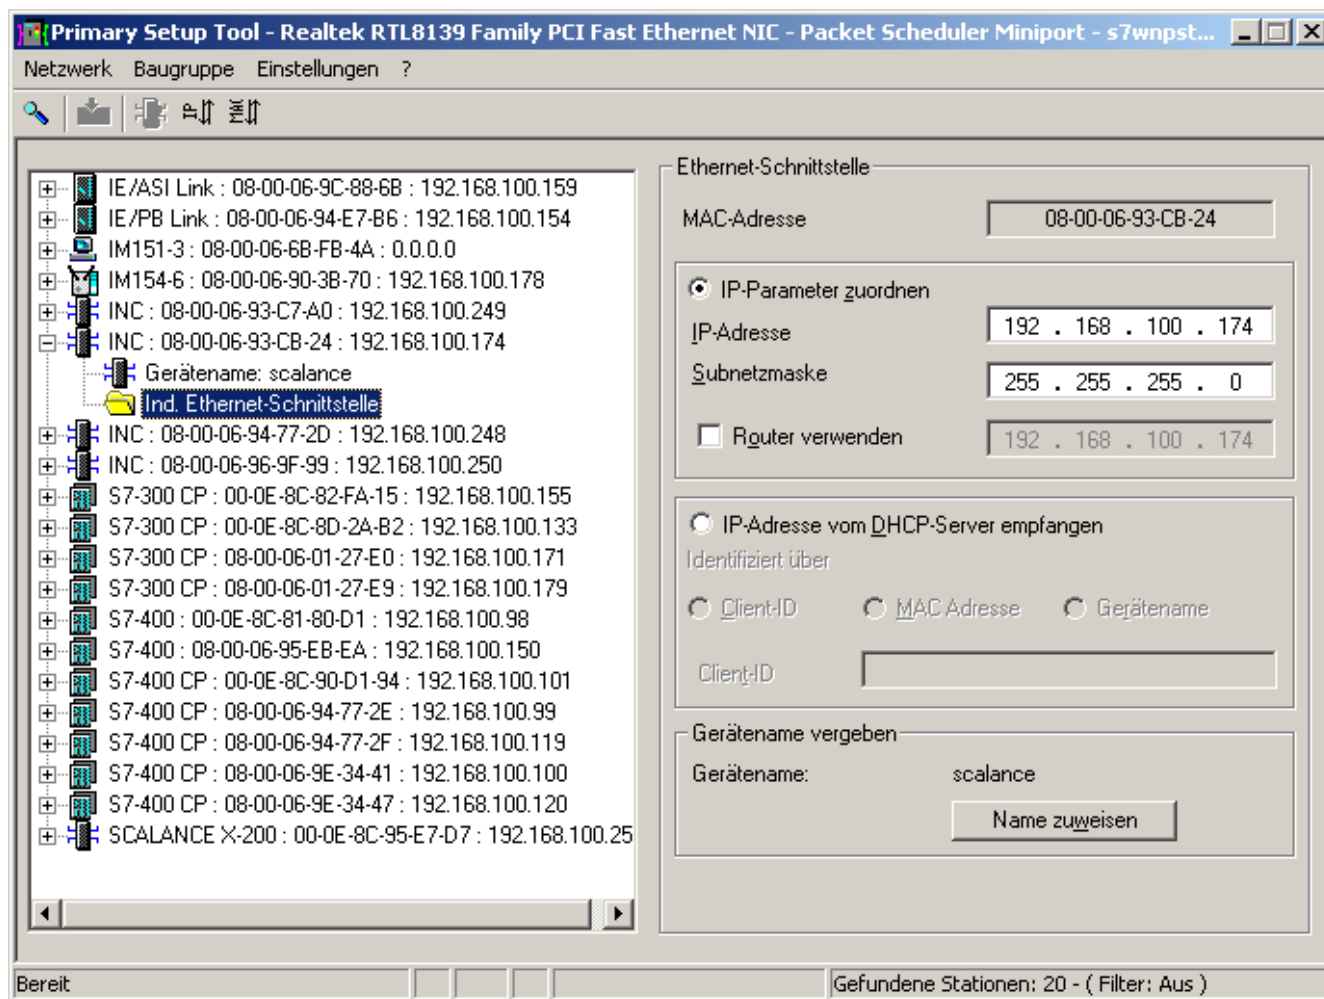 Primary Setup Tool - Realtek RTL8139 Family PCI Fast Ethernet NIC - Packet Scheduler Miniport - s7wnpst...
Netzwerk Baugruppe Einstellungen ?
IE/ASI Link : 08-00-06-9C-88-6B : 192.168.100.159
IE/PB Link : 08-00-06-94-E7-B6 : 192.168.100.154
IM151-3 : 08-00-06-6B-FB-4A : 0.0.0.0
IM154-6 : 08-00-06-90-3B-70 : 192.168.100.178
INC : 08-00-06-93-C7-A0 : 192.168.100.249
INC : 08-00-06-93-CB-24 : 192.168.100.174
Gerätename: scalance
Ind. Ethernet-Schnittstelle
INC : 08-00-06-94-77-2D : 192.168.100.248
INC : 08-00-06-96-9F-99 : 192.168.100.250
S7-300 CP : 00-0E-8C-82-FA-15 : 192.168.100.155
S7-300 CP : 00-0E-8C-8D-2A-B2 : 192.168.100.133
S7-300 CP : 08-00-06-01-27-E0 : 192.168.100.171
S7-300 CP : 08-00-06-01-27-E9 : 192.168.100.179
S7-400 : 00-0E-8C-81-80-D1 : 192.168.100.98
S7-400 : 08-00-06-95-EB-EA : 192.168.100.150
S7-400 CP : 00-0E-8C-90-D1-94 : 192.168.100.101
S7-400 CP : 08-00-06-94-77-2E : 192.168.100.99
S7-400 CP : 08-00-06-94-77-2F : 192.168.100.119
S7-400 CP : 08-00-06-9E-34-41 : 192.168.100.100
S7-400 CP : 08-00-06-9E-34-47 : 192.168.100.120
SCALANCE X-200 : 00-0E-8C-95-E7-D7 : 192.168.100.25
Ethernet-Schnittstelle
MAC-Adresse 08-00-06-93-CB-24
IP-Parameter zuordnen
IP-Adresse 192 . 168 . 100 . 174
Subnetzmaske 255 . 255 . 255 . 0
Router verwenden 192 . 168 . 100 . 174
IP-Adresse vom DHCP-Server empfangen
Identifiziert über
Client-ID MAC Adresse Gerätename
Client-ID
Gerätename vergeben
Gerätename: scalance
Name zuweisen
Bereit Gefundene Stationen: 20 - ( Filter: Aus )